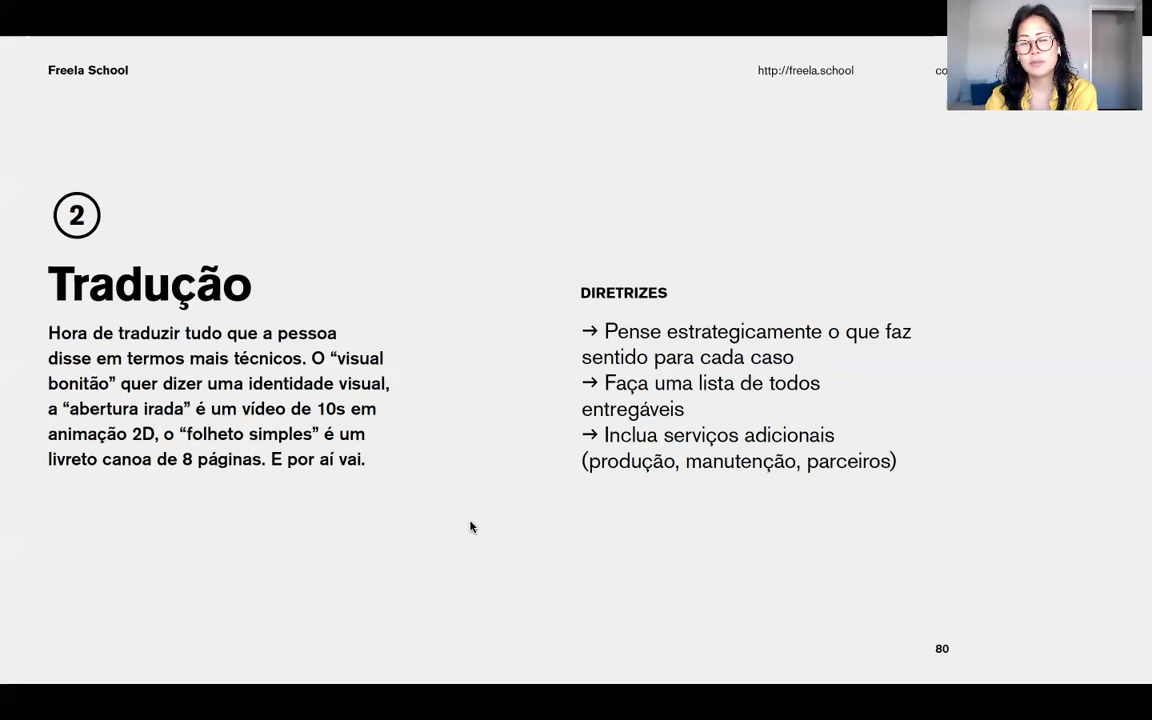 Freela School
http://freela.school
co
2
Tradução
Hora de traduzir tudo que a pessoa
disse em termos mais técnicos. O “visual
bonitão” quer dizer uma identidade visual,
a “abertura irada” é um vídeo de 10s em
animação 2D, o “folheto simples” é um
livreto canoa de 8 páginas. E por aí vai.
DIRETRIZES
→ Pense estrategicamente o que faz
sentido para cada caso
→ Faça uma lista de todos
entregáveis
→ Inclua serviços adicionais
(produção, manutenção, parceiros)
80